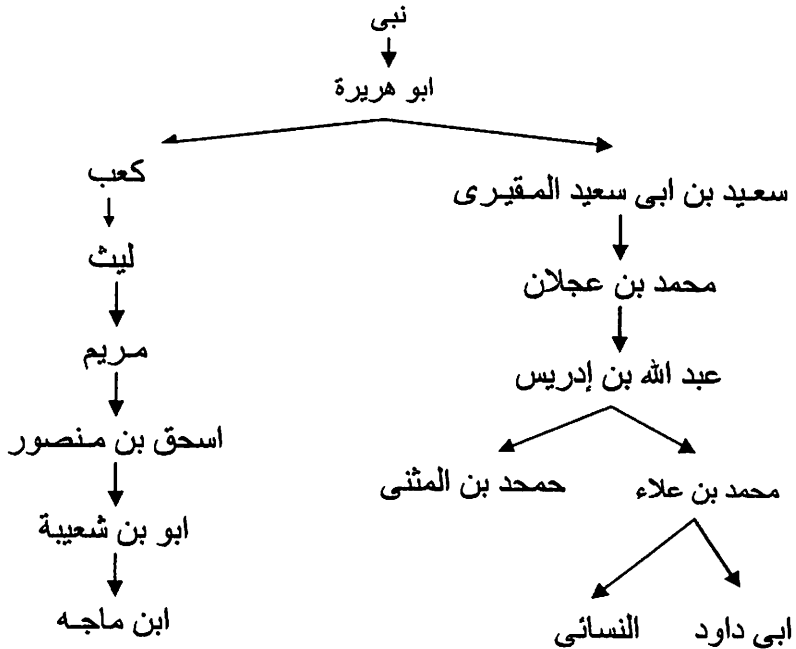 نبى
ابو هريرة
كعب
سعيد بن ابى سعيد المقيرى
ليث
محمد بن عجلان
مريم
عبد الله بن إدريس
اسحق بن منصور
حمحد بن المثنى
محمد بن علاء
ابو بن شعيبة
ابن ماجه
النسائى
ابى داود